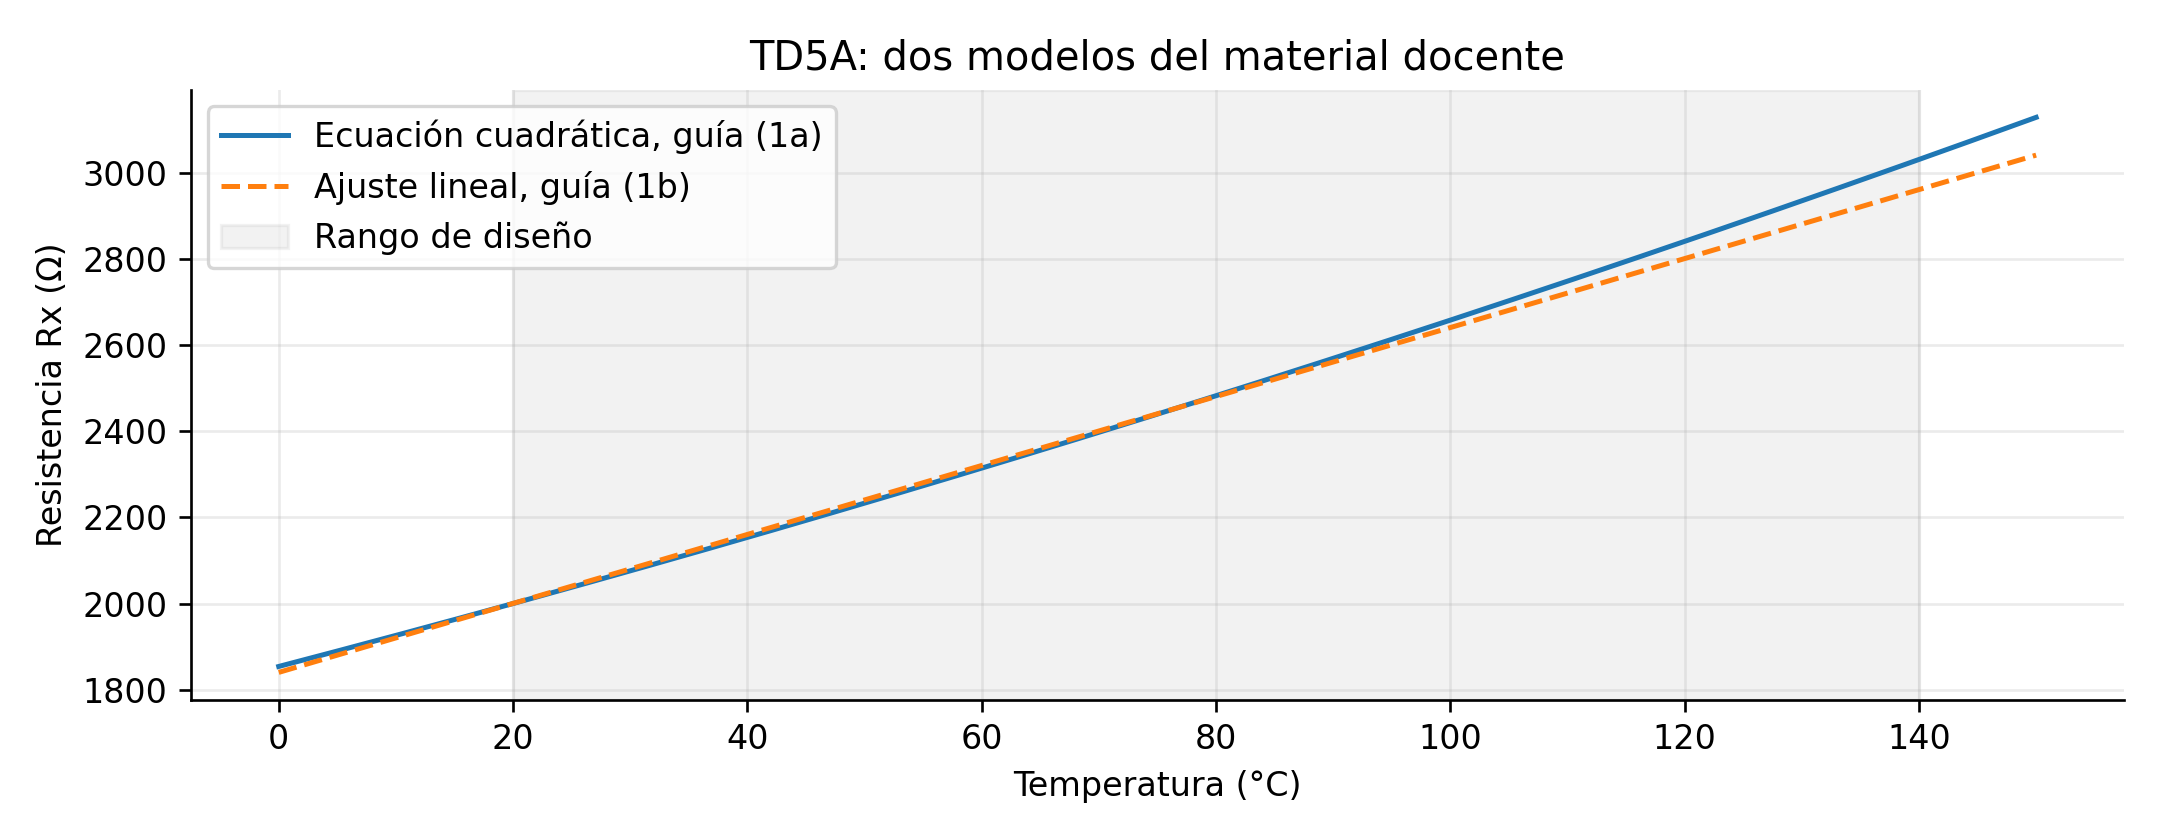 TD5A: dos modelos del material docente
Ecuación cuadrática, guía (1a)
Ajuste lineal, guía (1b)
Rango de diseño
Resistencia Rx (Ω)
3000
2800
2600
2400
2200
2000
1800
0 20 40 60 80 100 120 140
Temperatura (°C)